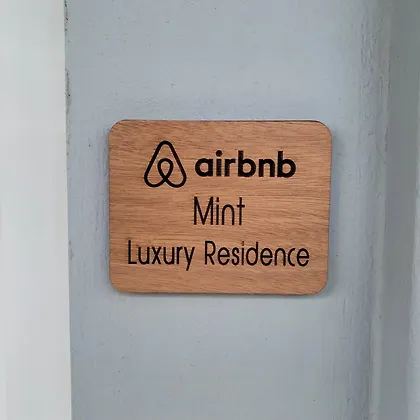 airbnb
Mint
Luxury Residence